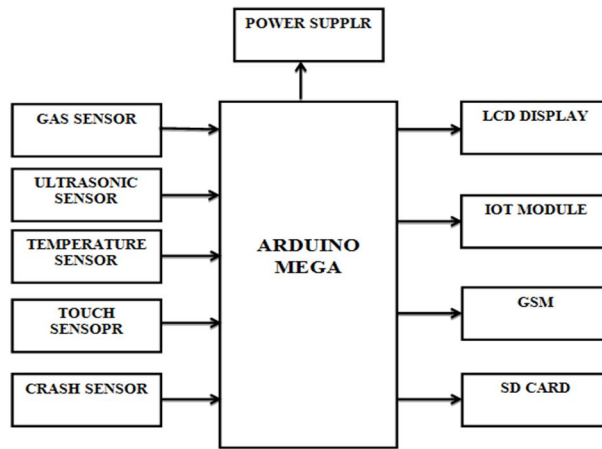 POWER SUPPLR
GAS SENSOR
ULTRASONIC
SENSOR
TEMPERATURE
SENSOR
TOUCH
SENSOPR
CRASH SENSOR
ARDUINO
MEGA
LCD DISPLAY
IOT MODULE
GSM
SD CARD